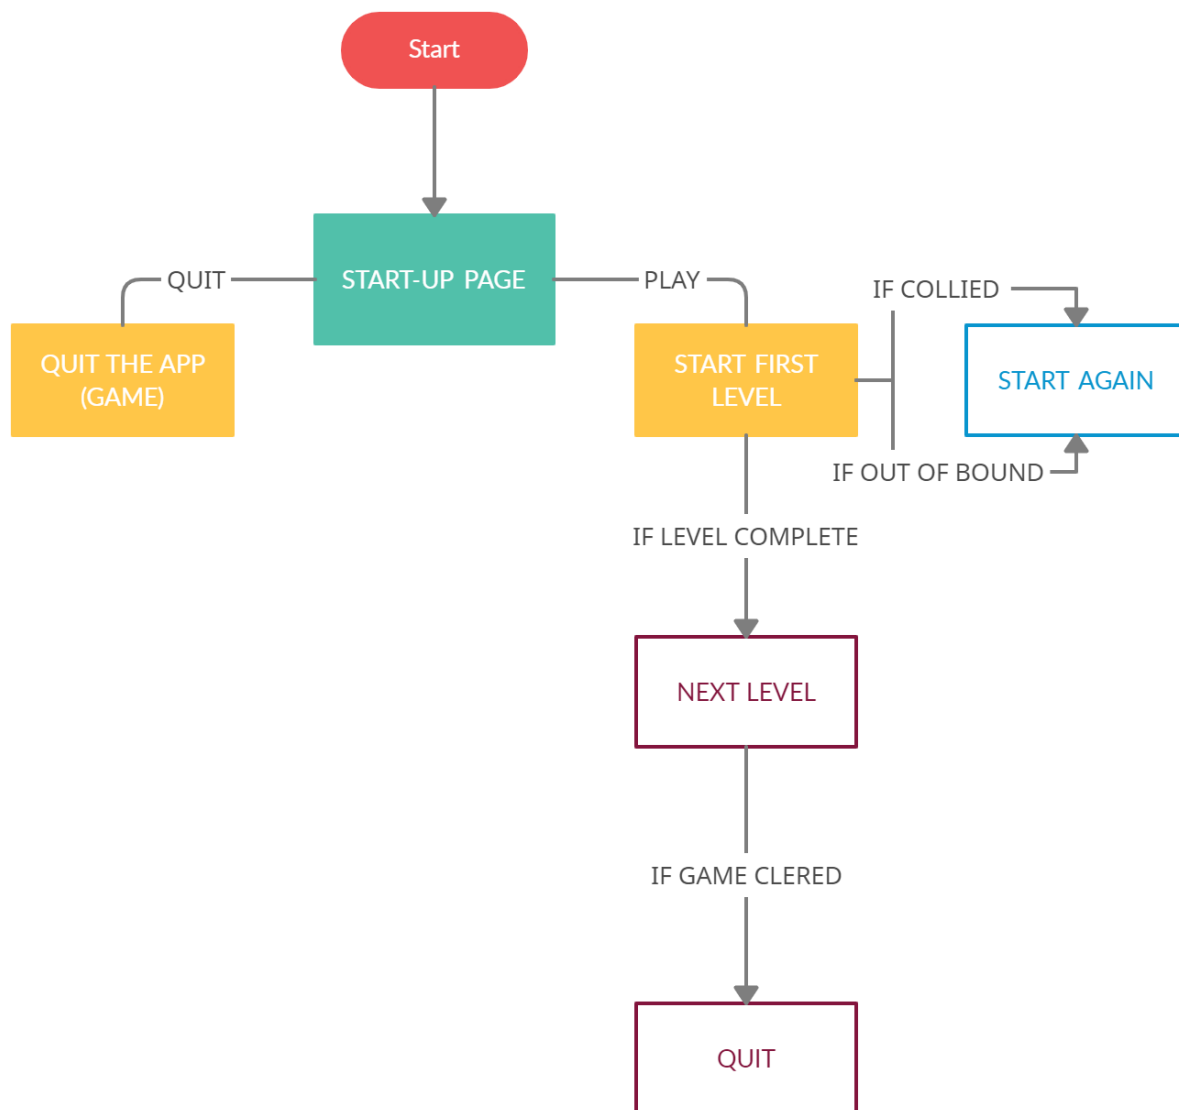 Start
QUIT
START-UP PAGE
PLAY
IF COLLIED
QUIT THE APP
(GAME)
START FIRST
LEVEL
START AGAIN
IF OUT OF BOUND
IF LEVEL COMPLETE
NEXT LEVEL
IF GAME CLERED
QUIT